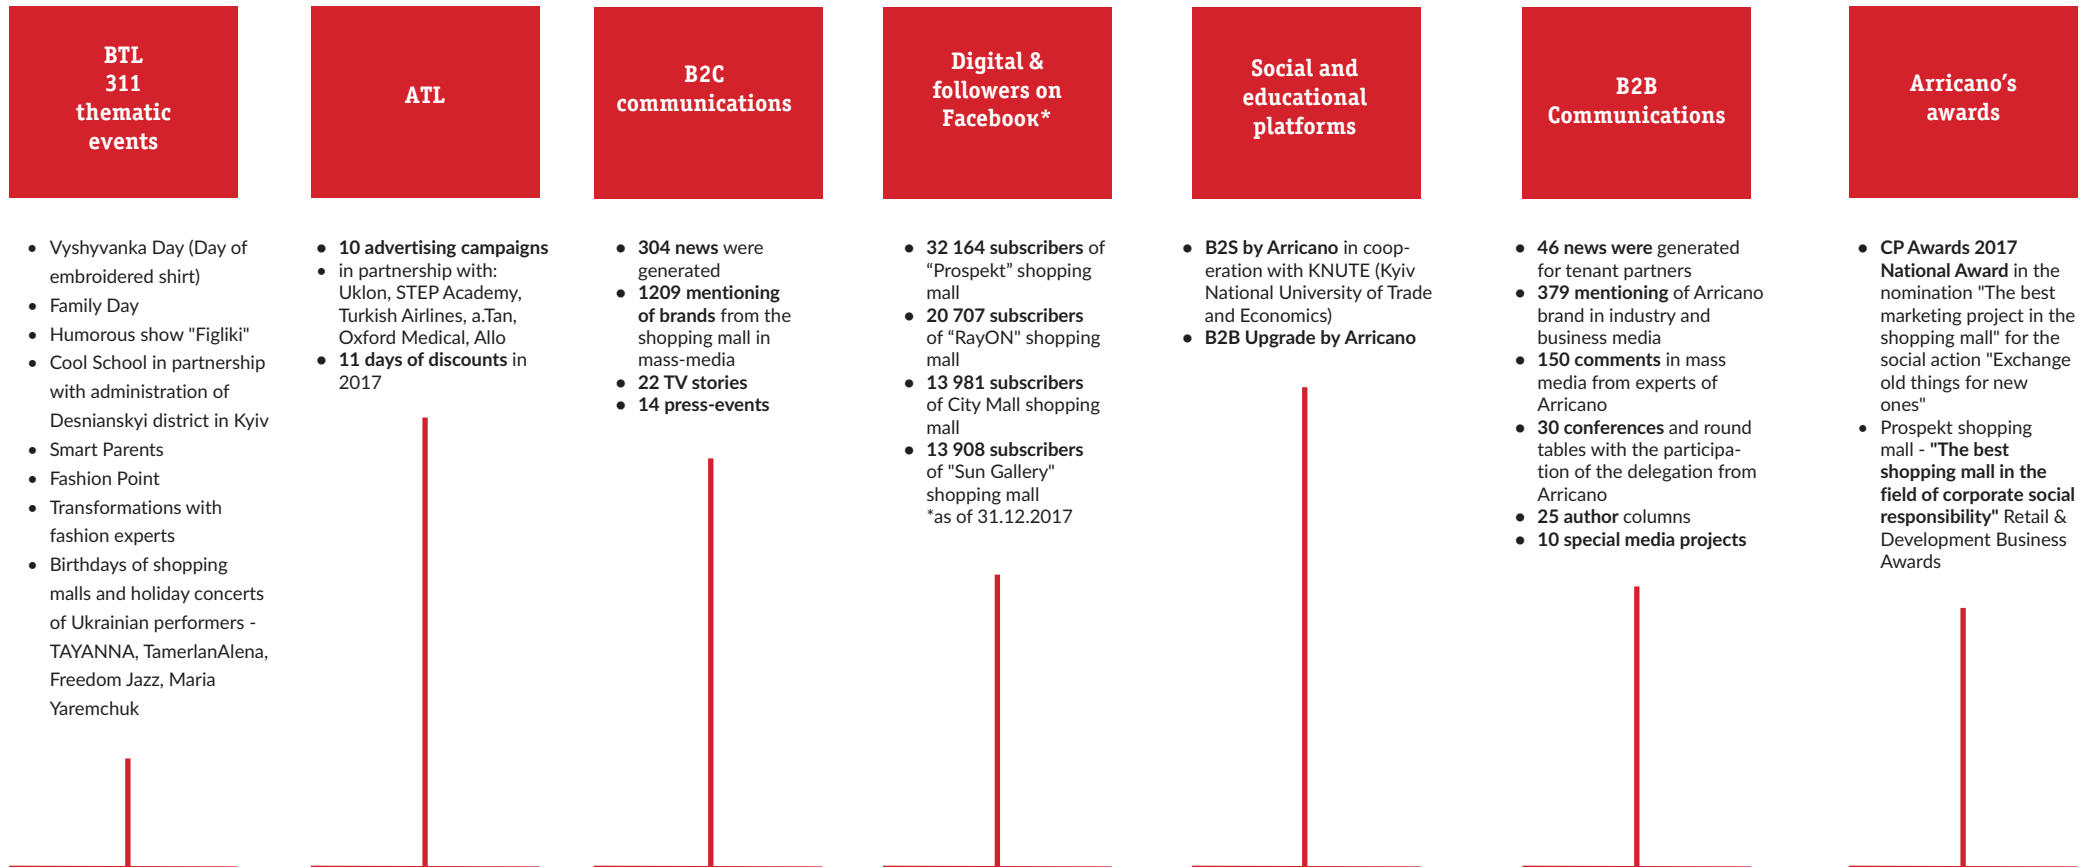 BTL
311
thematic
events
• Vyshyvanka Day (Day of
embroidered shirt)
• Family Day
• Humorous show "Figliki"
• Cool School in partnership
with administration of
Desnianskyi district in Kyiv
• Smart Parents
• Fashion Point
• Transformations with
fashion experts
• Birthdays of shopping
malls and holiday concerts
of Ukrainian performers -
TAYANNA, TamerlanAlena,
Freedom Jazz, Maria
Yaremchuk
ATL
• 10 advertising campaigns
• in partnership with:
Uklon, STEP Academy,
Turkish Airlines, a.Tan,
Oxford Medical, Allo
• 11 days of discounts in
2017
B2C
communications
• 304 news were
generated
• 1209 mentioning
of brands from the
shopping mall in
mass-media
• 22 TV stories
• 14 press-events
Digital &
followers on
Facebooк*
• 32 164 subscribers of
“Prospekt” shopping
mall
• 20 707 subscribers
of “RayON” shopping
mall
• 13 981 subscribers
of City Mall shopping
mall
• 13 908 subscribers
of "Sun Gallery"
shopping mall
*as of 31.12.2017
Social and
educational
platforms
• B2S by Arricano in coop-
eration with KNUTE (Kyiv
National University of Trade
and Economics)
• B2B Upgrade by Arricano
B2B
Communications
• 46 news were generated
for tenant partners
• 379 mentioning of Arricano
brand in industry and
business media
• 150 comments in mass
media from experts of
Arricano
• 30 conferences and round
tables with the participa-
tion of the delegation from
Arricano
• 25 author columns
• 10 special media projects
Arricano’s
awards
• CP Awards 2017
National Award in the
nomination "The best
marketing project in the
shopping mall" for the
social action "Exchange
old things for new
ones"
• Prospekt shopping
mall - "The best
shopping mall in the
field of corporate social
responsibility" Retail &
Development Business
Awards